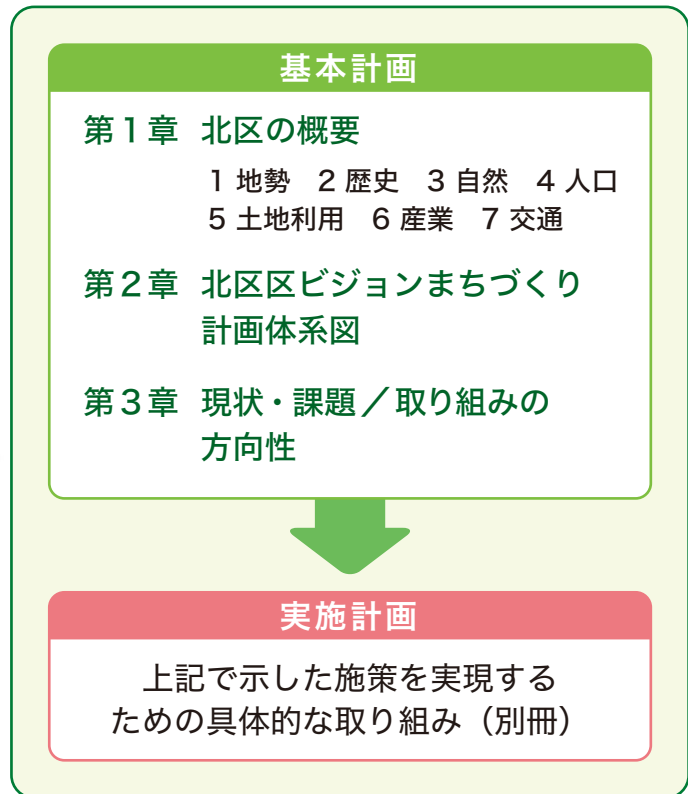 基本計画
第1章 北区の概要
1 地勢 2 歴史 3 自然 4 人口
5 土地利用 6 産業 7 交通
第2章 北区区ビジョンまちづくり
計画体系図
第3章 現状・課題／取り組みの
方向性
実施計画
上記で示した施策を実現する
ための具体的な取り組み（別冊）